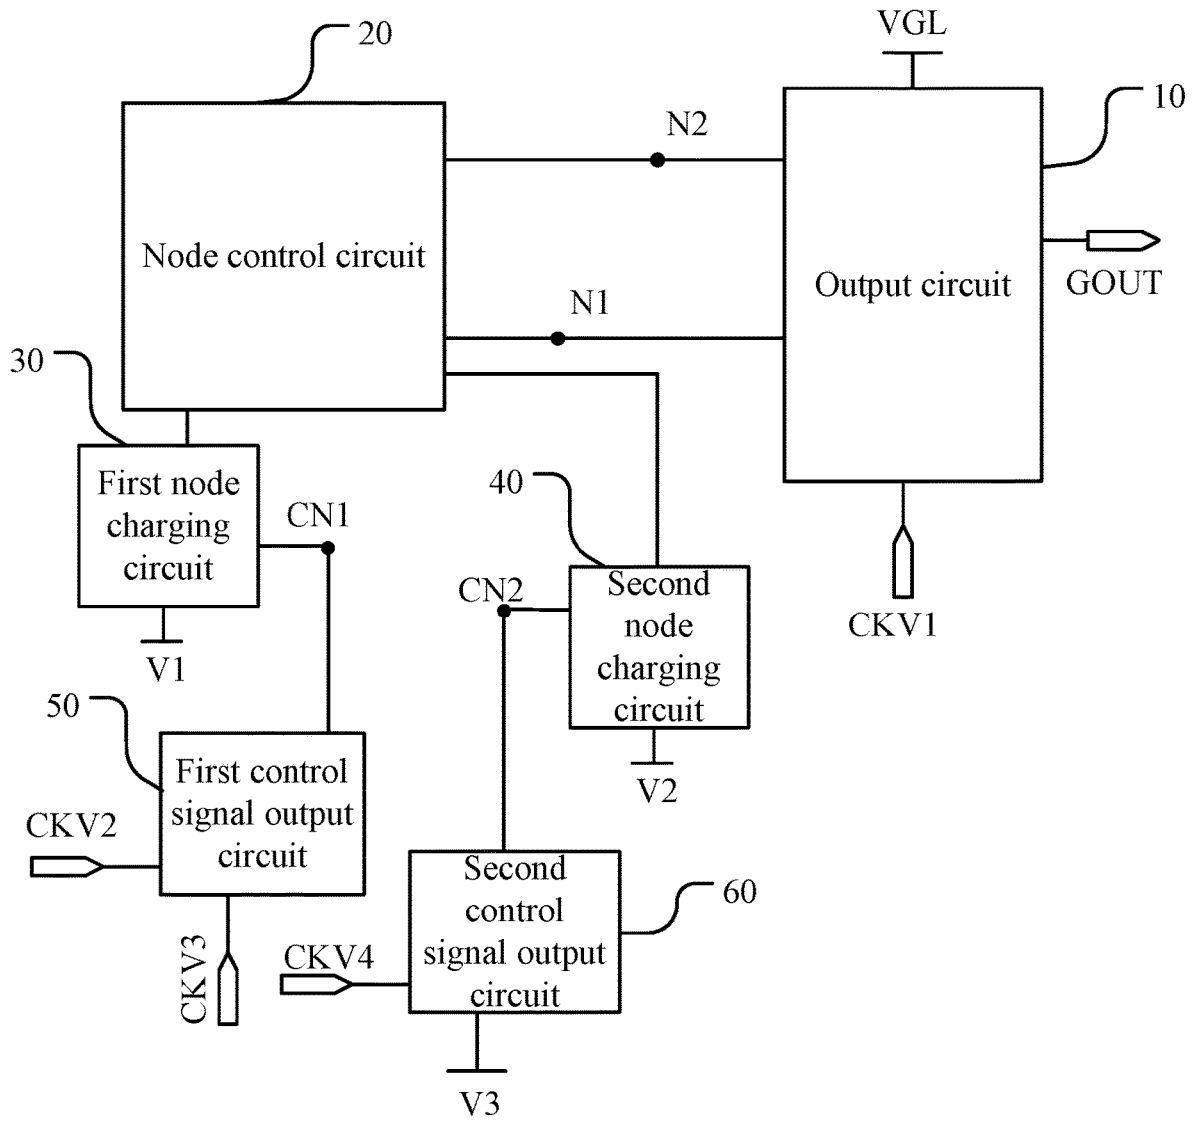 VGL
20
10
N2
Node control circuit
Output circuit
GOUT
N1
30
First node
charging
circuit
CN1
40
CN2
Second
node
charging
circuit
CKV1
V1
50
First control
signal output
circuit
V2
CKV2
Second
control
signal output
circuit
60
CKV3
CKV4
V3